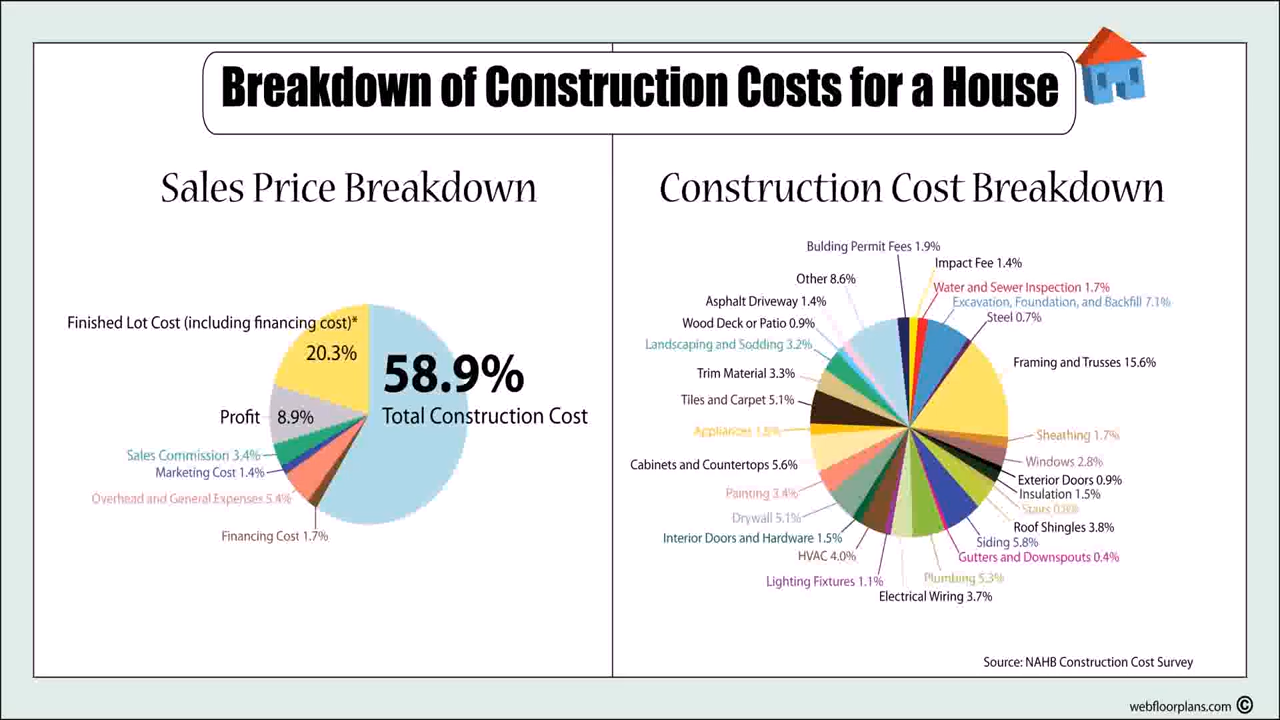 Breakdown of Construction Costs for a House
Sales Price Breakdown
Finished Lot Cost (including financing cost)*
20.3%
58.9%
Total Construction Cost
Profit 8.9%
Sales Commission 3.4%
Marketing Cost 1.4%
Overhead and General Expenses 5.4%
Financing Cost 1.7%
Construction Cost Breakdown
Bulding Permit Fees 1.9%
Impact Fee 1.4%
Other 8.6%
Water and Sewer Inspection 1.7%
Asphalt Driveway 1.4%
Excavation, Foundation, and Backfill 7.1%
Wood Deck or Patio 0.9%
Steel 0.7%
Landscaping and Sodding 3.2%
Framing and Trusses 15.6%
Trim Material 3.3%
Tiles and Carpet 5.1%
Appliances
Sheathing 1.7%
Cabinets and Countertops 5.6%
Windows 2.8%
Exterior Doors 0.9%
Painting 3.4%
Insulation 1.5%
Stairs
Drywall 5.1%
Roof Shingles 3.8%
Interior Doors and Hardware 1.5%
Siding 5.8%
HVAC 4.0%
Gutters and Downspouts 0.4%
Lighting Fixtures 1.1%
Plumbing 5.3%
Electrical Wiring 3.7%
Source: NAHB Construction Cost Survey
webfloorplans.com ©